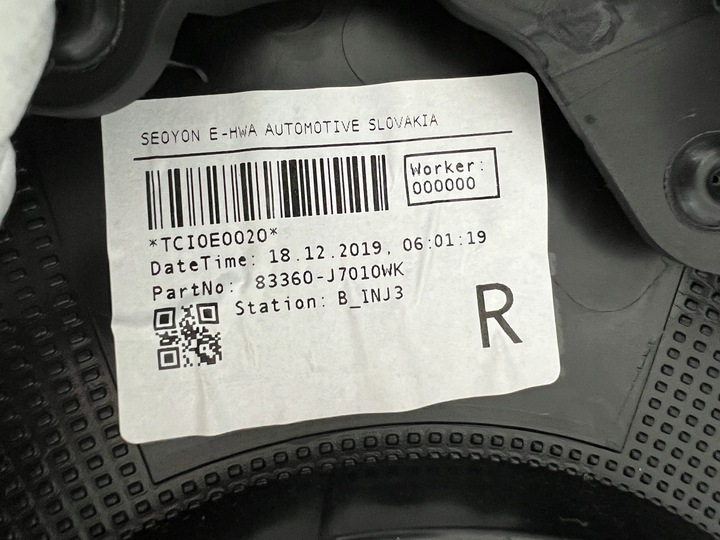 SEOYON E-HWA AUTOMOTIVE SLOVAKIA
Worker:
000000
*TCI0E0020*
DateTime: 18.12.2019, 06:01:19
PartNo: 83360-J7010WK
Station: B_INJ3
R